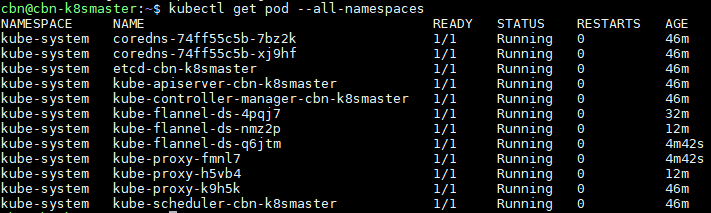 cbn@cbn-k8smaster:~$ kubectl get pod --all-namespaces
NAMESPACE NAME READY STATUS RESTARTS AGE
kube-system coredns-74ff55c5b-7bz2k 1/1 Running 0 46m
kube-system coredns-74ff55c5b-xj9hf 1/1 Running 0 46m
kube-system etcd-cbn-k8smaster 1/1 Running 0 46m
kube-system kube-apiserver-cbn-k8smaster 1/1 Running 0 46m
kube-system kube-controller-manager-cbn-k8smaster 1/1 Running 0 46m
kube-system kube-flannel-ds-4pqj7 1/1 Running 0 32m
kube-system kube-flannel-ds-nmz2p 1/1 Running 0 12m
kube-system kube-flannel-ds-q6jtm 1/1 Running 0 4m42s
kube-system kube-proxy-fmnl7 1/1 Running 0 4m42s
kube-system kube-proxy-h5vb4 1/1 Running 0 12m
kube-system kube-proxy-k9h5k 1/1 Running 0 46m
kube-system kube-scheduler-cbn-k8smaster 1/1 Running 0 46m